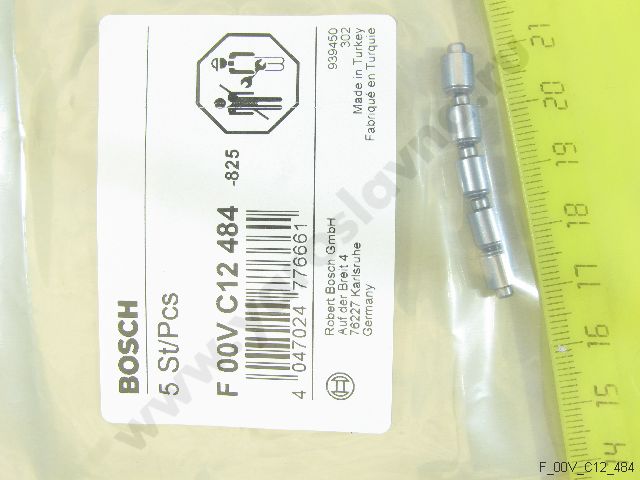 BOSCH
5 St/Pcs
F 00V C12 484 -825
4 047024 776661
Robert Bosch GmbH
Auf der Breit 4
76227 Karlsruhe
Germany
939450
302
Made in Turkey
Fabriqué en Turquie
14 15 16 17 18 19 20 21
F_00V_C12_484